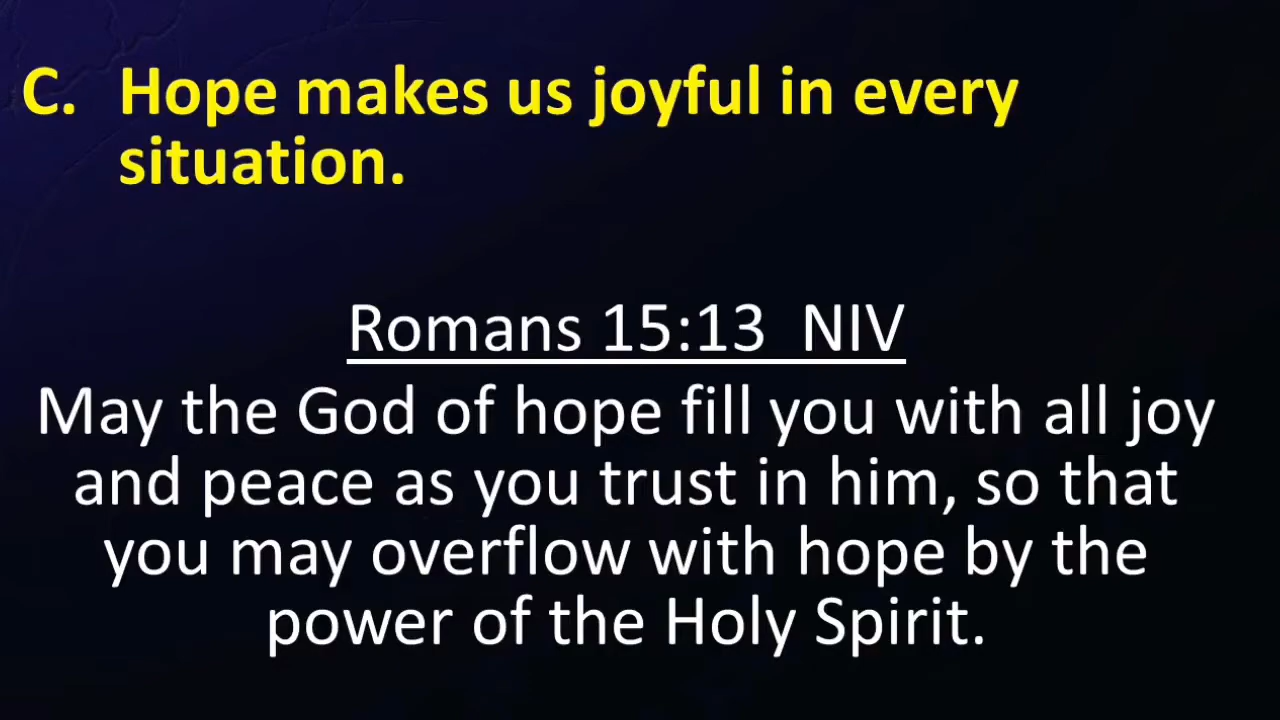 C. Hope makes us joyful in every
situation.
Romans 15:13 NIV
May the God of hope fill you with all joy
and peace as you trust in him, so that
you may overflow with hope by the
power of the Holy Spirit.